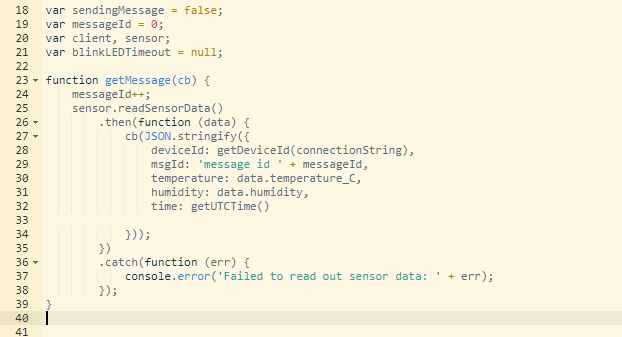 18 var sendingMessage = false;
19 var messageId = 0;
20 var client, sensor;
21 var blinkLEDTimeout = null;
22
23 function getMessage(cb) {
24     messageId++;
25     sensor.readSensorData()
26         .then(function (data) {
27             cb(JSON.stringify({
28                 deviceId: getDeviceId(connectionString),
29                 msgId: 'message id ' + messageId,
30                 temperature: data.temperature_C,
31                 humidity: data.humidity,
32                 time: getUTCTime()
33
34             }));
35         })
36         .catch(function (err) {
37             console.error('Failed to read out sensor data: ' + err);
38         });
39 }
40
41